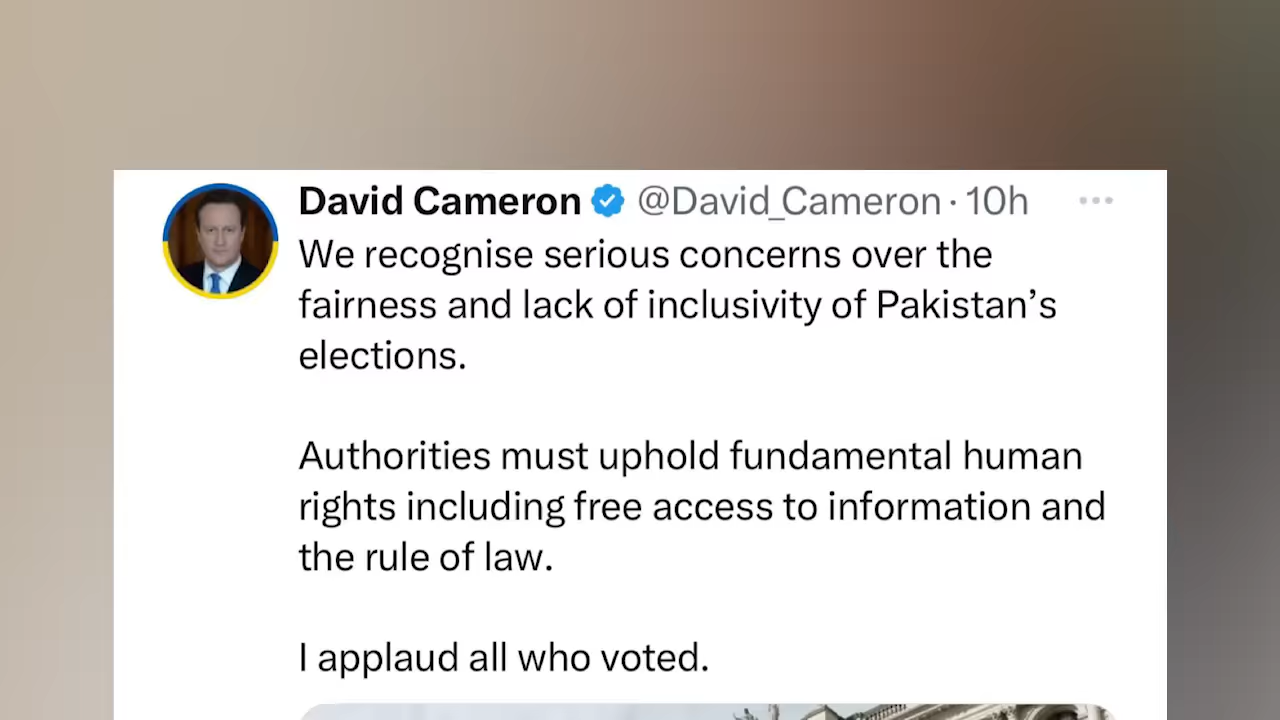 David Cameron @David_Cameron · 10h
We recognise serious concerns over the
fairness and lack of inclusivity of Pakistan’s
elections.
Authorities must uphold fundamental human
rights including free access to information and
the rule of law.
I applaud all who voted.